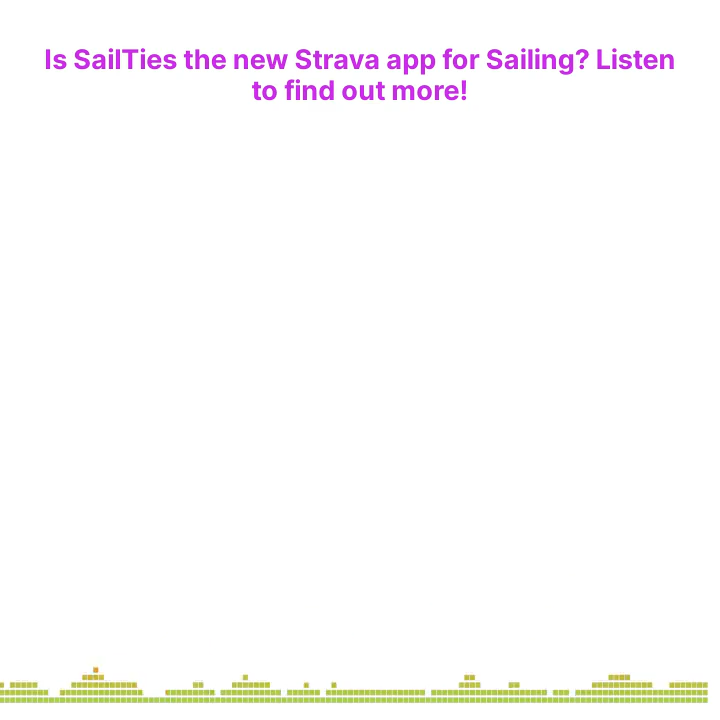 Is SailTies the new Strava app for Sailing? Listen
to find out more!